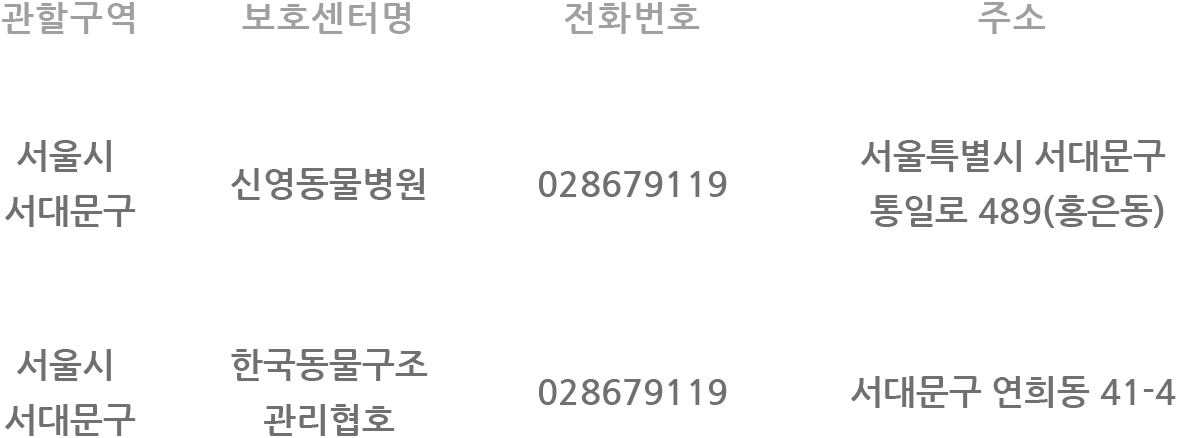 관할구역 보호센터명 전화번호 주소
서울시
서대문구
신영동물병원
028679119
서울특별시 서대문구
통일로 489(홍은동)
서울시
서대문구
한국동물구조
관리협호
028679119
서대문구 연희동 41-4